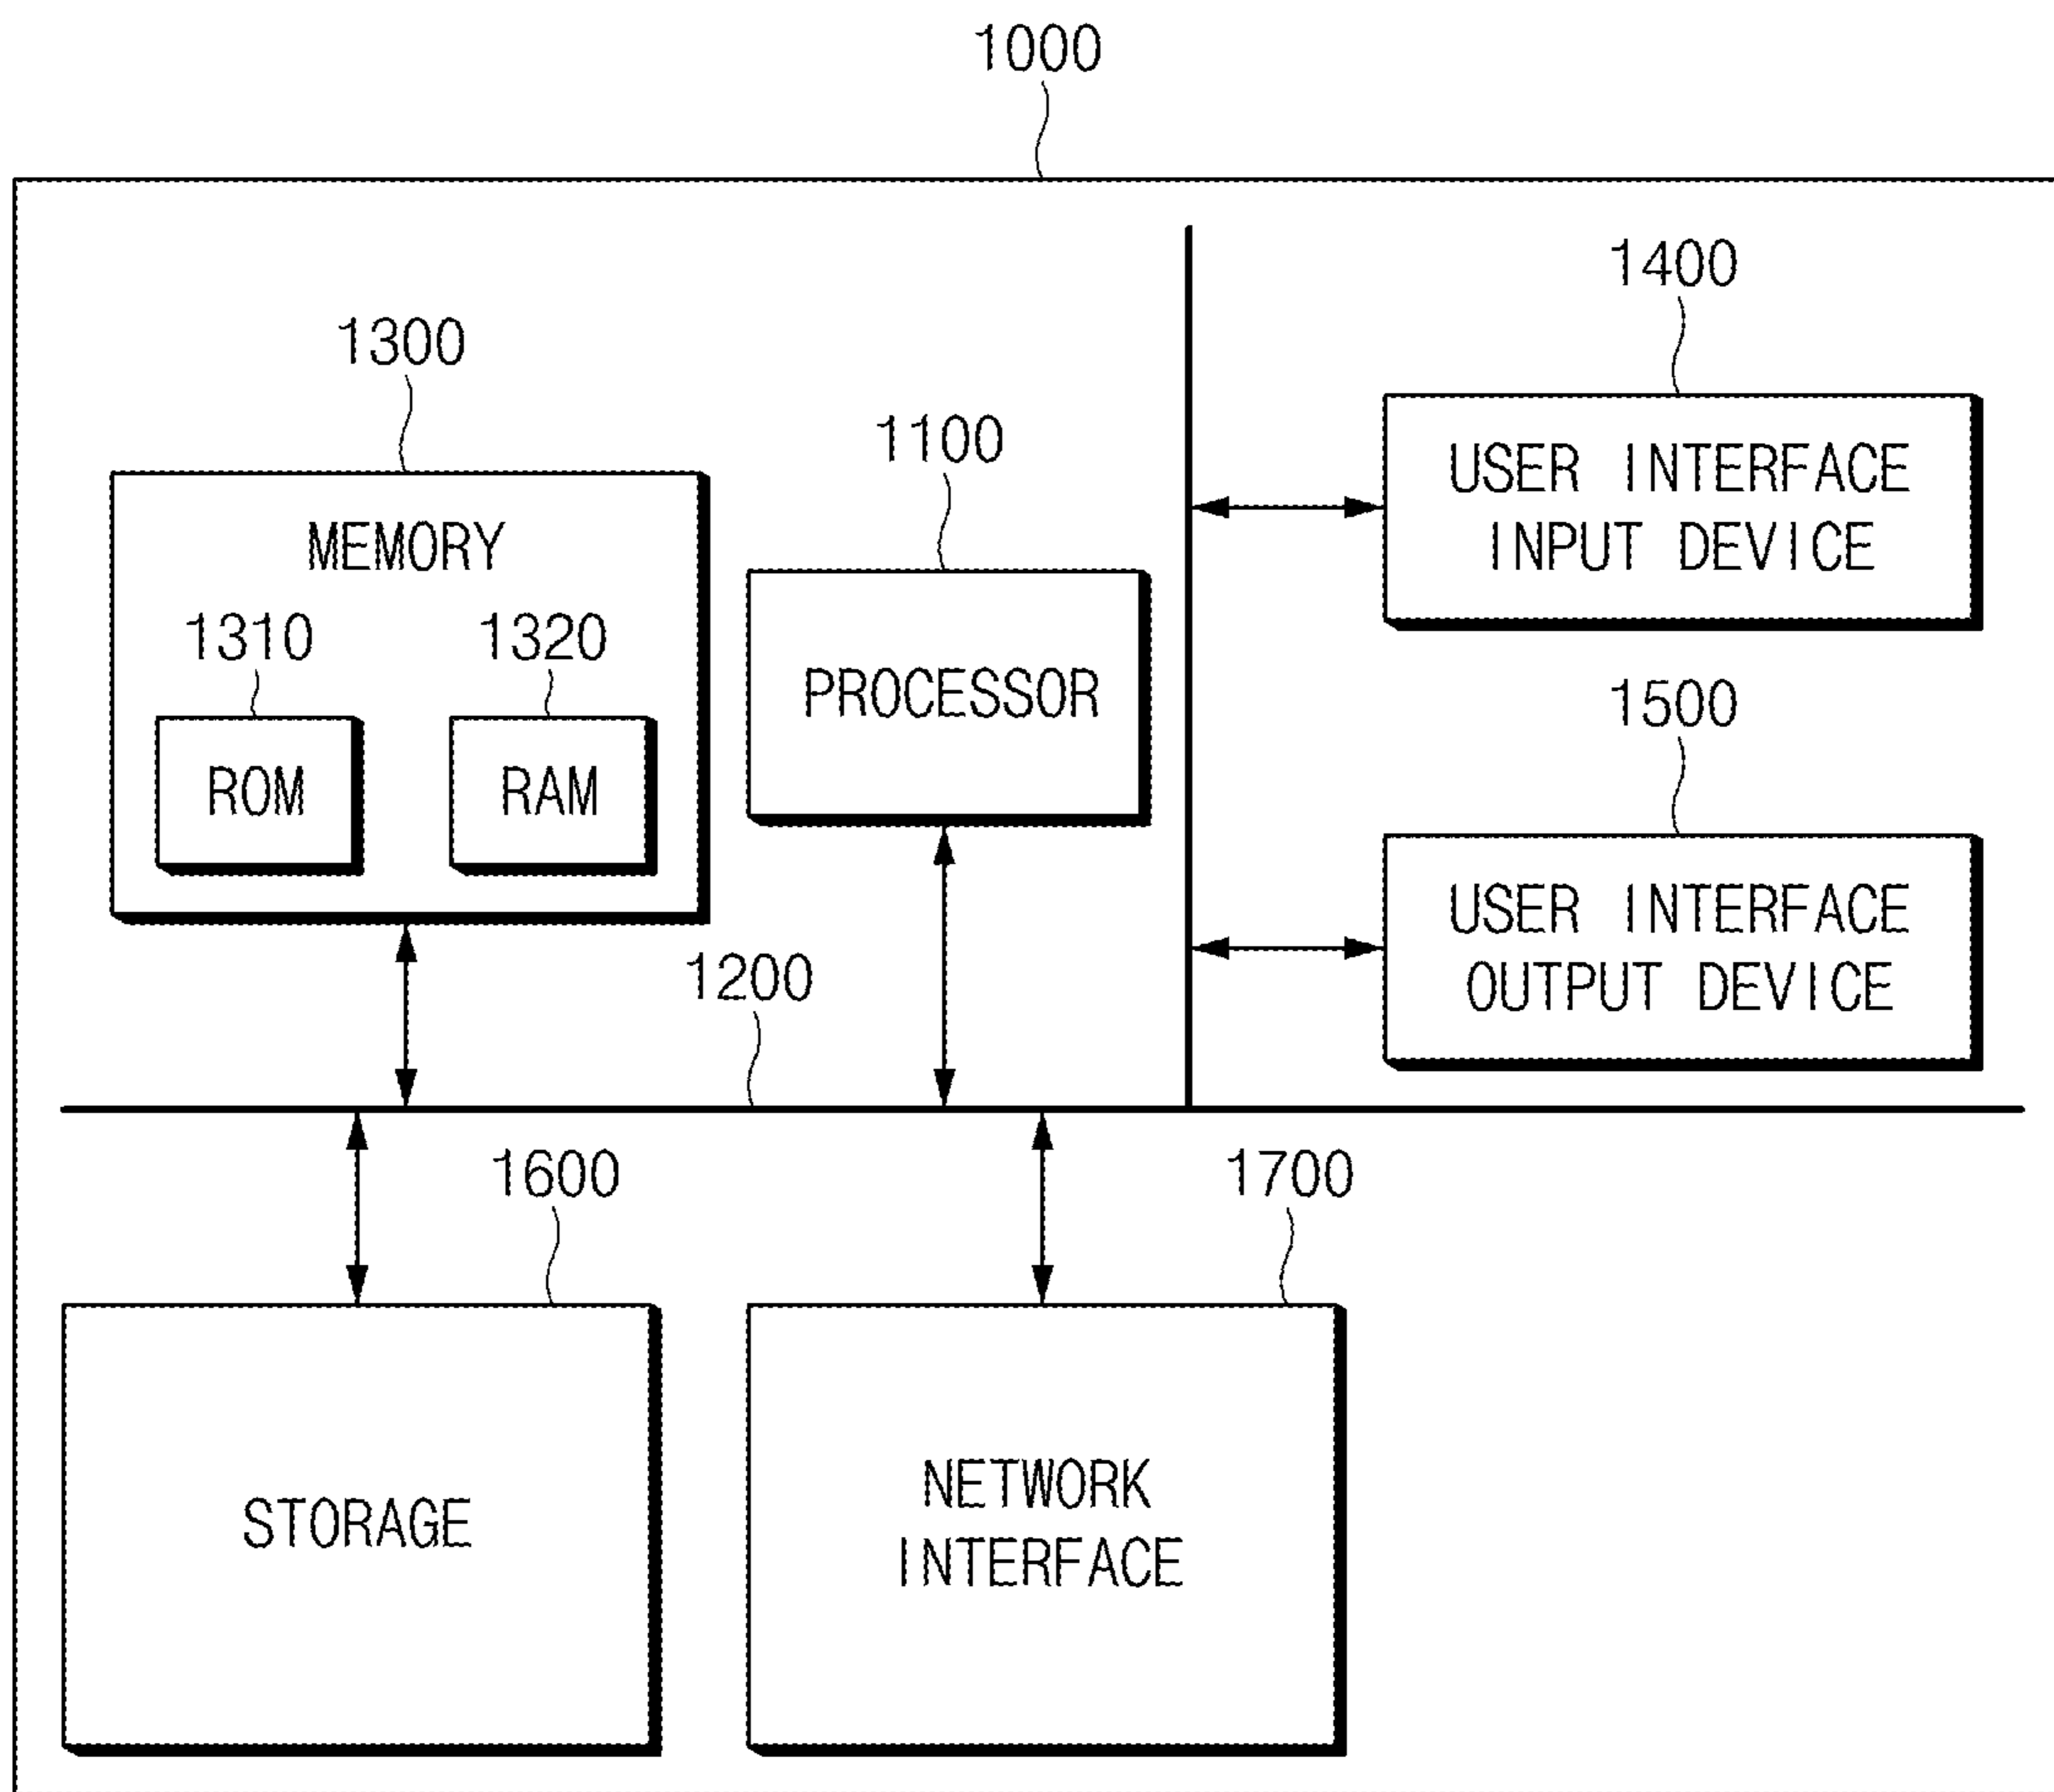 1000
1300
MEMORY
1310
ROM
1320
RAM
1100
PROCESSOR
1400
USER INTERFACE
INPUT DEVICE
1500
USER INTERFACE
OUTPUT DEVICE
1200
1600
STORAGE
1700
NETWORK
INTERFACE